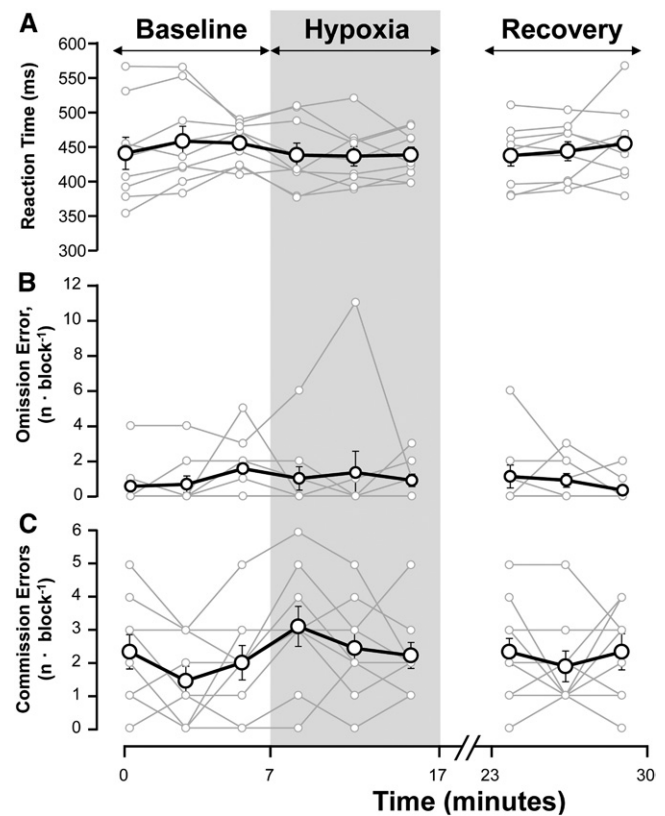 A
Baseline
Hypoxia
Recovery
600
550
500
450
400
350
300
Reaction Time (ms)
B
12
10
8
6
4
2
0
Omission Error,
(n · block⁻¹)
C
6
5
4
3
2
1
0
Commission Errors
(n · block⁻¹)
0
7
17
23
30
Time (minutes)